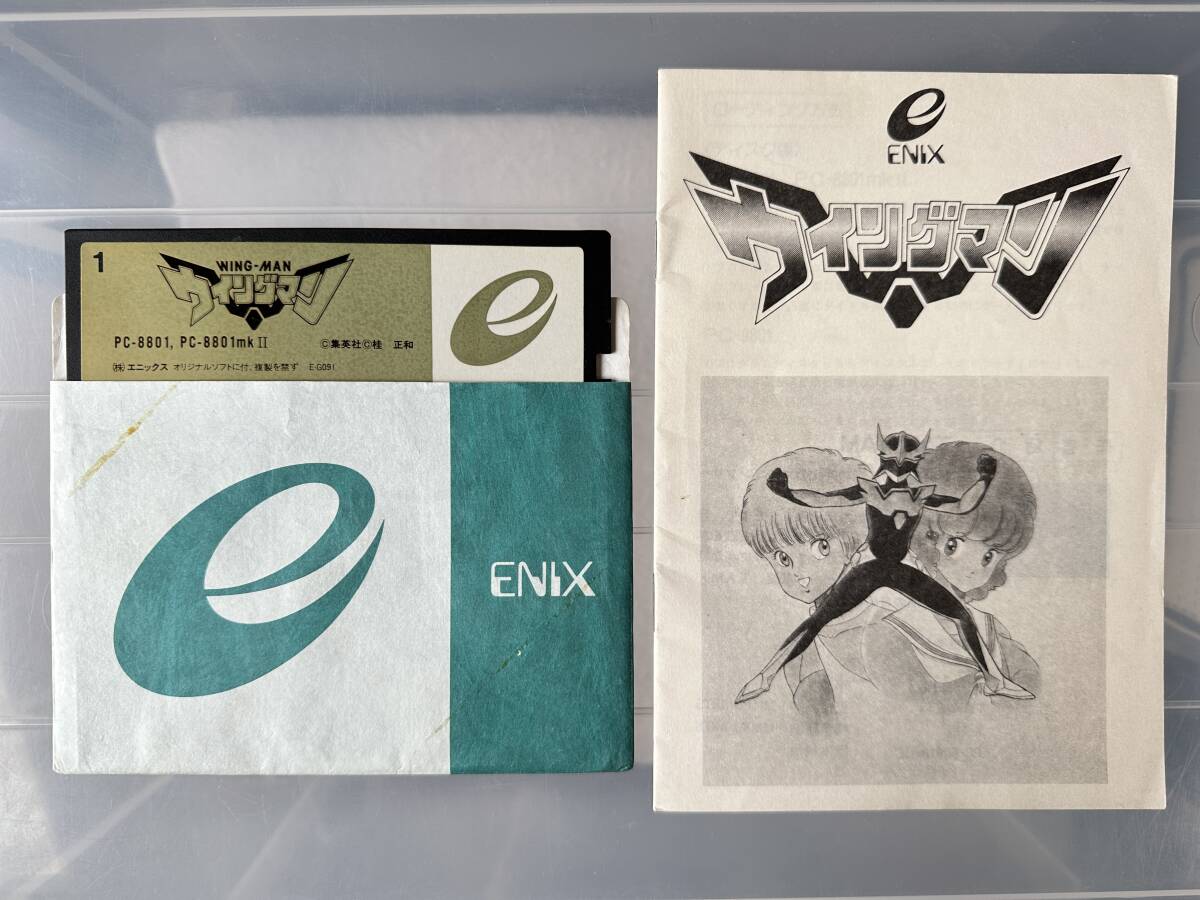 1
WING-MAN
ウイングマン
PC-8801, PC-8801mkⅡ
©集英社©桂 正和
㈱エニックス オリジナルソフトに付、複製を禁ず E-G091
ENIX
ENIX
ウイングマン